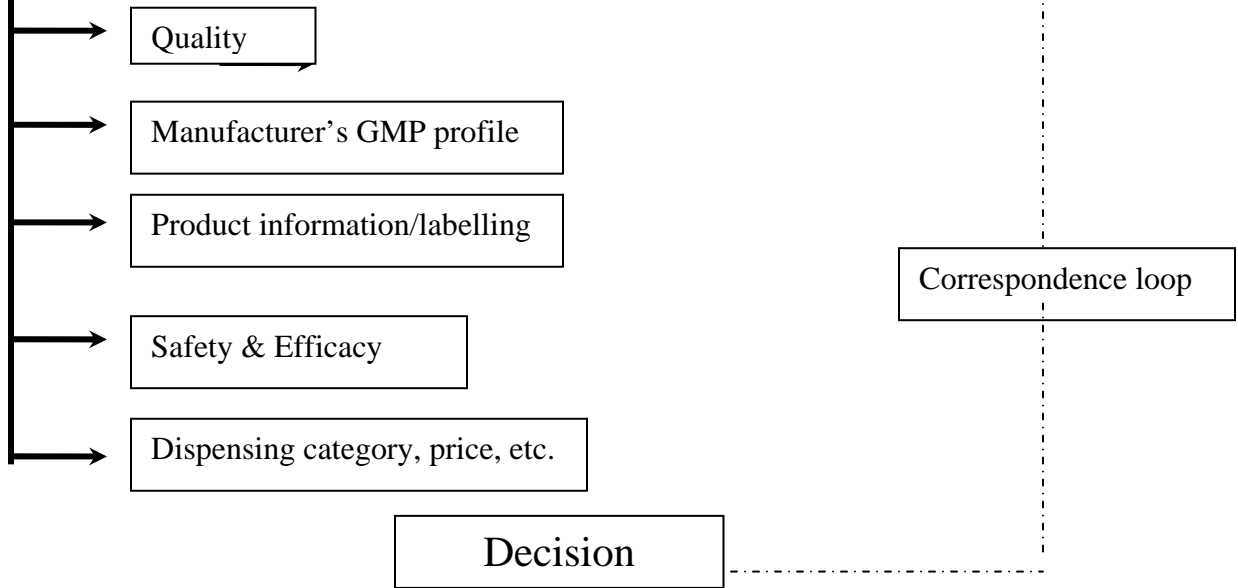 Quality
Manufacturer’s GMP profile
Product information/labelling
Correspondence loop
Safety & Efficacy
Dispensing category, price, etc.
Decision